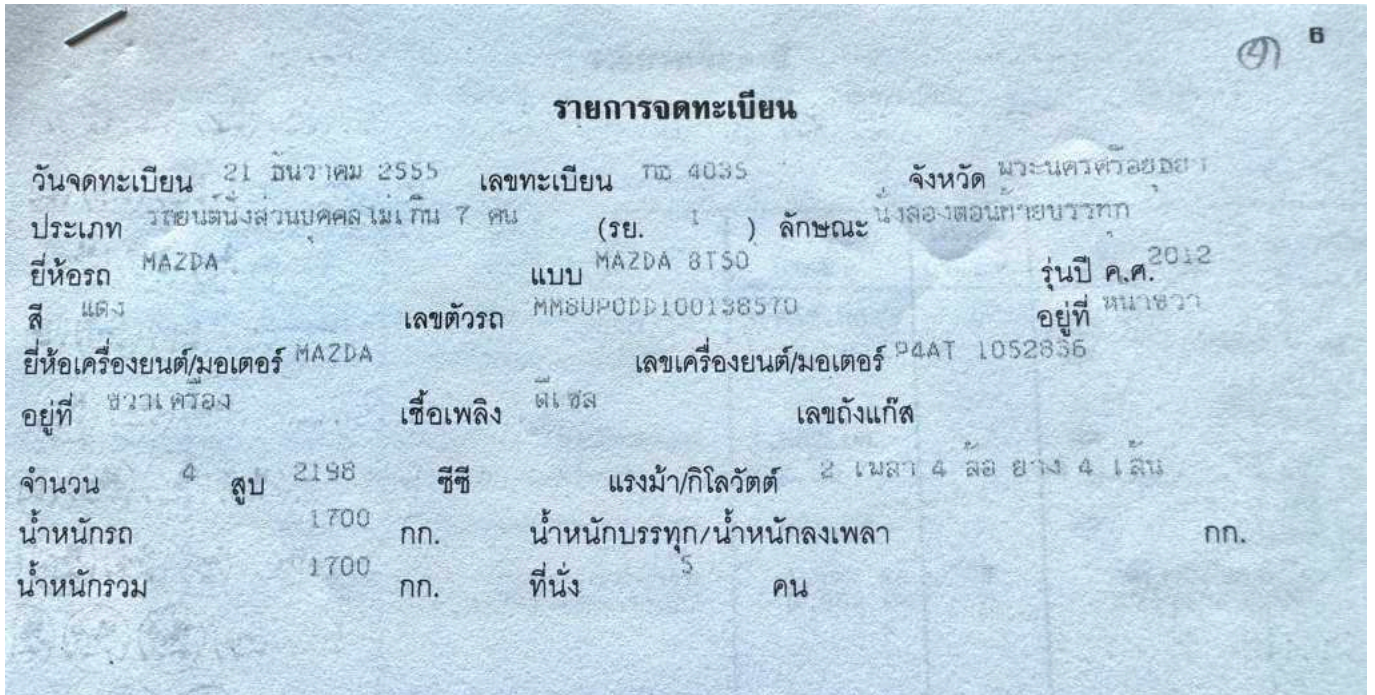 6
รายการจดทะเบียน
วันจดทะเบียน 21 ธันวาคม 2555 เลขทะเบียน 4035 จังหวัด พระนครศรีอยุธยา
ประเภท รถยนต์นั่งส่วนบุคคลไม่เกิน 7 คน (รย. 1 ) ลักษณะ นั่งสองตอนท้ายบรรทุก
ยี่ห้อรถ MAZDA แบบ MAZDA BT50 รุ่นปี ค.ศ. 2012
สี แดง เลขตัวรถ MM8UP0DD100138570 อยู่ที่ หน้าขวา
ยี่ห้อเครื่องยนต์/มอเตอร์ MAZDA เลขเครื่องยนต์/มอเตอร์ P4AT 1052836
อยู่ที่ ขวาเครื่อง เชื้อเพลิง ดีเซล เลขถังแก๊ส
จำนวน 4 สูบ 2198 ซีซี แรงม้า/กิโลวัตต์ 2 เพลา 4 ล้อ ยาง 4 เส้น
น้ำหนักรถ 1700 กก. น้ำหนักบรรทุก/น้ำหนักลงเพลา กก.
น้ำหนักรวม 1700 กก. ที่นั่ง 5 คน